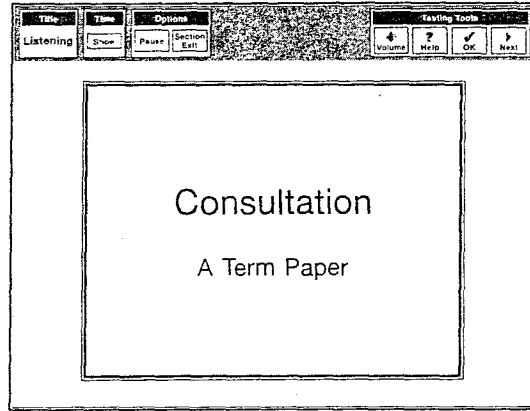 Title
Time
Options
Testing Tools
Listening
Show
Pause
Section
Exit
Volume
?
Help
OK
Next
Consultation
A Term Paper